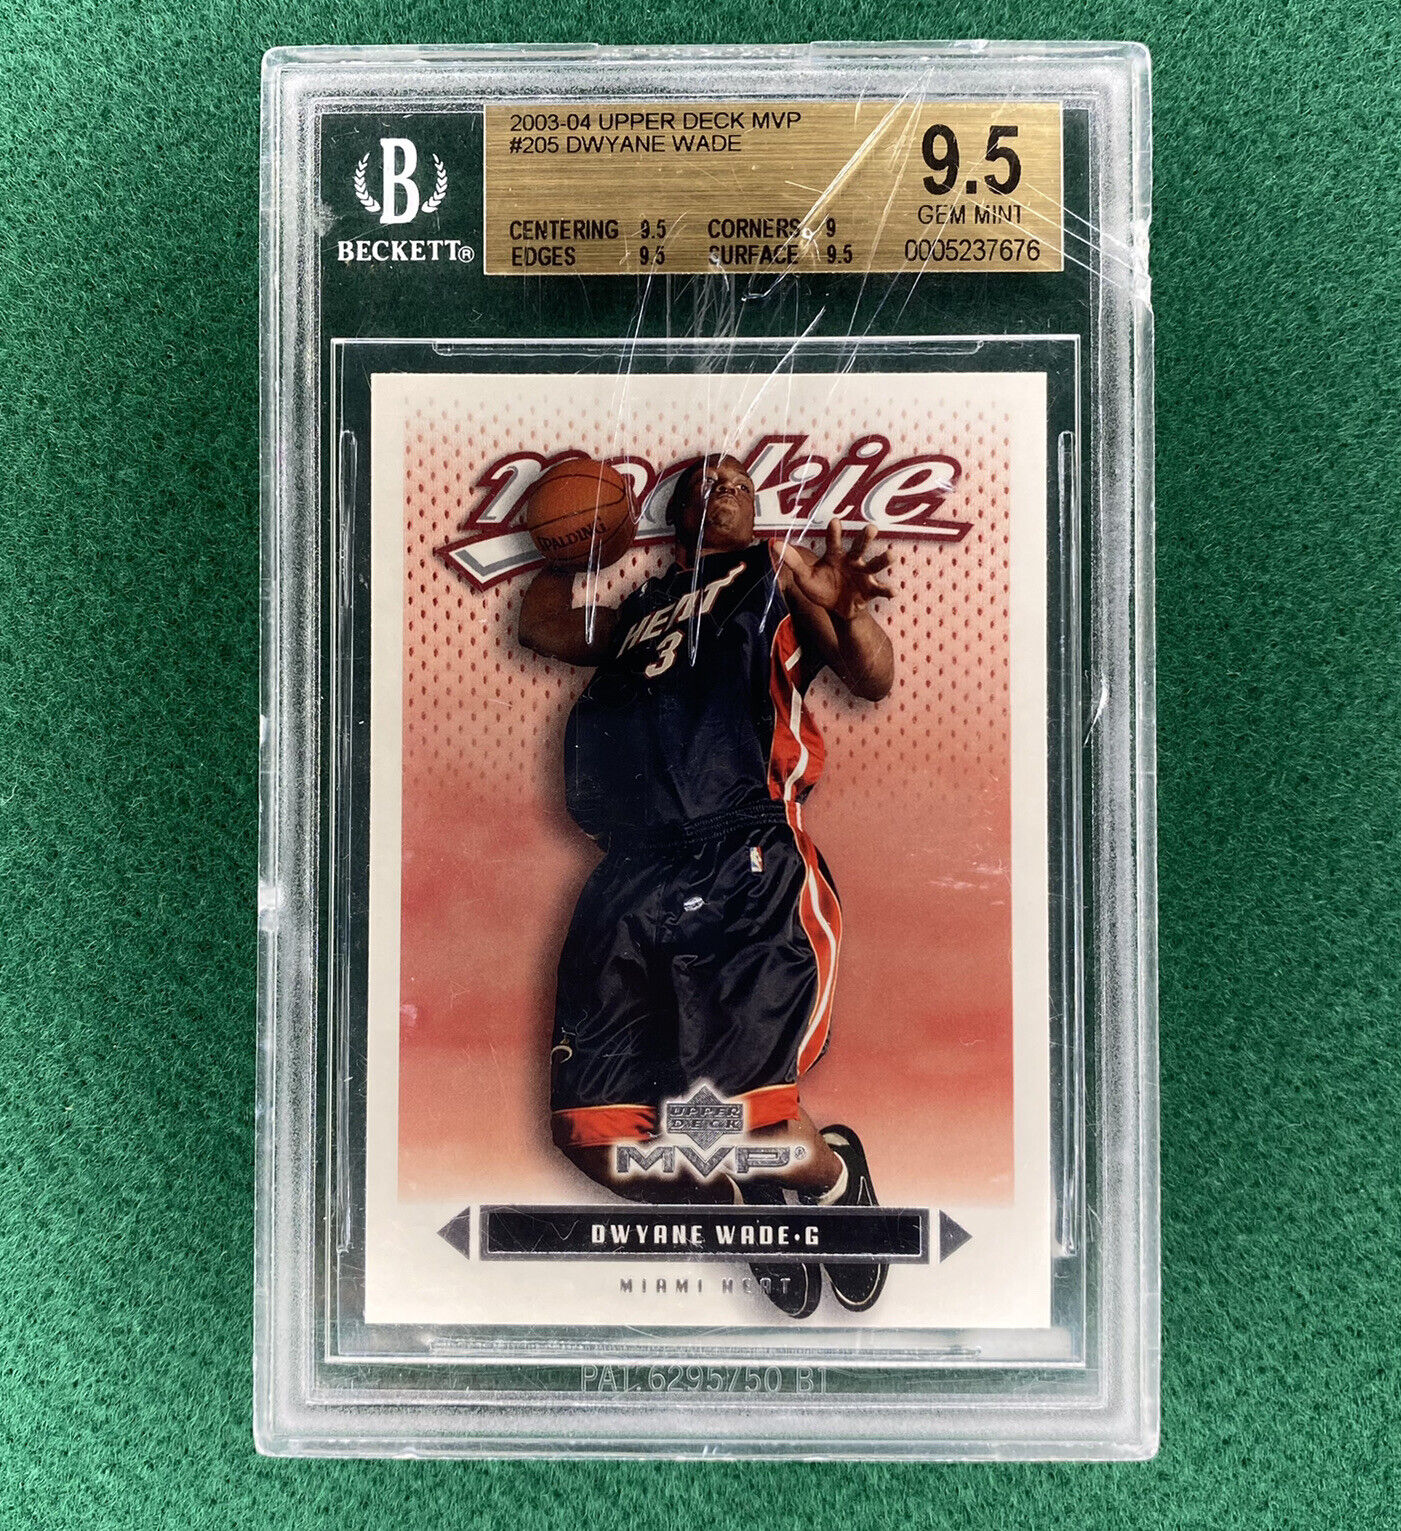 2003-04 UPPER DECK MVP
#205 DWYANE WADE
9.5
GEM MINT
B
BECKETT®
CENTERING 9.5 CORNERS 9
EDGES 9.5 SURFACE 9.5
0005237676
rookie
SPALDING
HEAT
3
UPPER
DECK
MVP®
DWYANE WADE·G
MIAMI HEAT
PAT. 6295750 B1